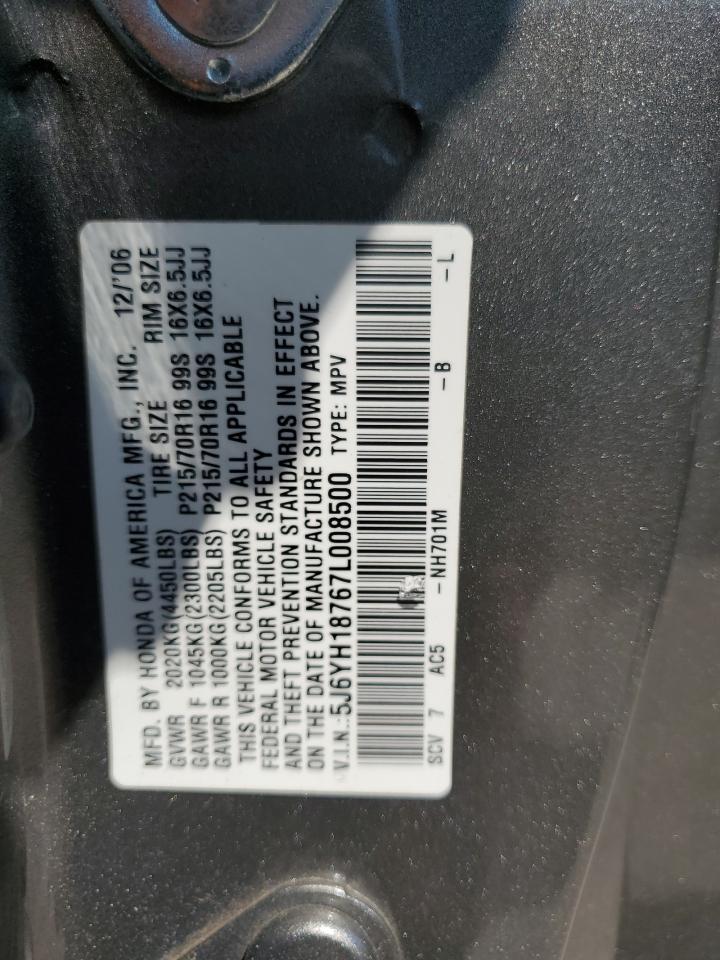 MFD. BY HONDA OF AMERICA MFG., INC. 12/'06
GVWR 2020KG(4450LBS) TIRE SIZE RIM SIZE
GAWR F 1045KG(2300LBS) P215/70R16 99S 16X6.5JJ
GAWR R 1000KG(2205LBS) P215/70R16 99S 16X6.5JJ
THIS VEHICLE CONFORMS TO ALL APPLICABLE
FEDERAL MOTOR VEHICLE SAFETY
AND THEFT PREVENTION STANDARDS IN EFFECT
ON THE DATE OF MANUFACTURE SHOWN ABOVE.
V.I.N.:5J6YH18767L008500 TYPE: MPV
SCV 7 AC5 -NH701M -B -L